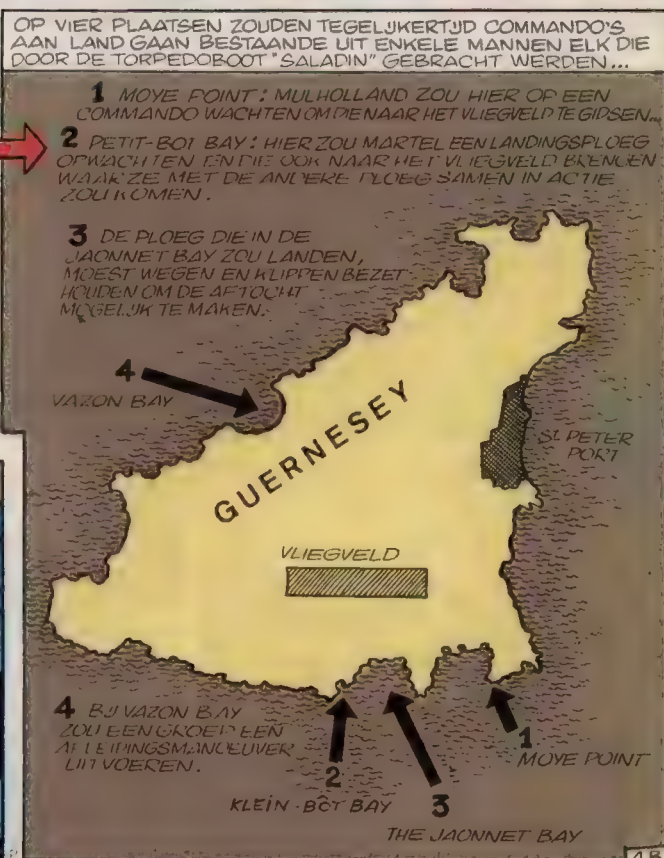 OP VIER PLAATSEN ZOUDEN TEGELIJKERTIJD COMMANDO'S
AAN LAND GAAN BESTAANDE UIT ENKELE MANNEN ELK DIE
DOOR DE TORPEDOBOOT "SALADIN" GEBRACHT WERDEN...
1 MOYE POINT: MULHOLLAND ZOU HIER OP EEN
COMMANDO WACHTEN OM DIE NAAR HET VLIEGVELD TE GIDSEN...
2 PETIT-BOT BAY: HIER ZOU MARTEL EEN LANDINGSPLOEG
OPWACHTEN EN DIE OOK NAAR HET VLIEGVELD BRENGEN
WAAR ZE MET DE ANDERE PLOEG SAMEN IN ACTIE
ZOU KOMEN.
3 DE PLOEG DIE IN DE
JAONNET BAY ZOU LANDEN,
MOEST WEGEN EN KLIPPEN BEZET
HOUDEN OM DE AFTOCHT
MOGELIJK TE MAKEN.
4
VAZON BAY
GUERNESEY
ST PETER
PORT
VLIEGVELD
4 BIJ VAZON BAY
ZOU EEN GROEP EEN
AFLEIDINGSMANOEUVER
UITVOEREN.
1
MOYE POINT
2
KLEIN-BÔT BAY
3
THE JAONNET BAY